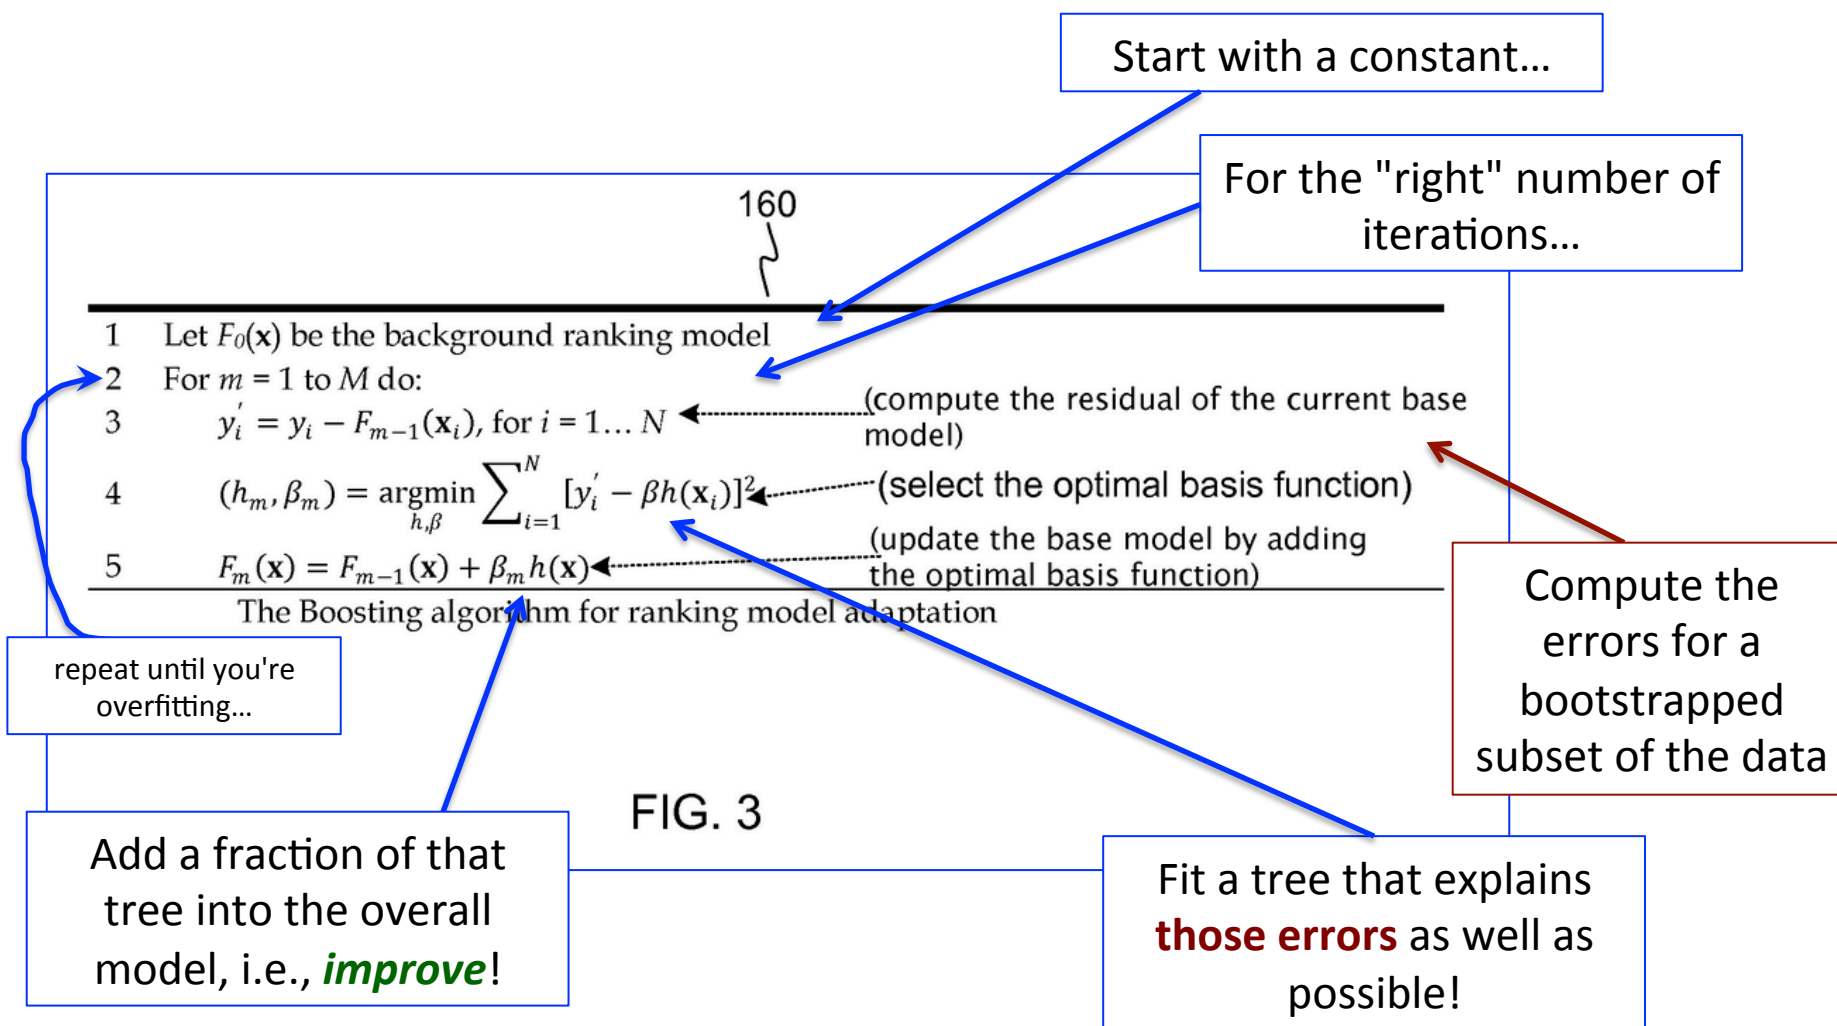 Start with a constant…
For the "right" number of
iterations…
160
1 Let F₀(x) be the background ranking model
2 For m = 1 to M do:
3 y′ᵢ = yᵢ − Fₘ₋₁(xᵢ), for i = 1… N
(compute the residual of the current base
model)
4 (hₘ, βₘ) = argmin h,β ∑ᵢ₌₁ᴺ [y′ᵢ − βh(xᵢ)]²
(select the optimal basis function)
5 Fₘ(x) = Fₘ₋₁(x) + βₘh(x)
(update the base model by adding
the optimal basis function)
The Boosting algorithm for ranking model adaptation
repeat until you're
overfitting…
Compute the
errors for a
bootstrapped
subset of the data
FIG. 3
Add a fraction of that
tree into the overall
model, i.e., improve!
Fit a tree that explains
those errors as well as
possible!